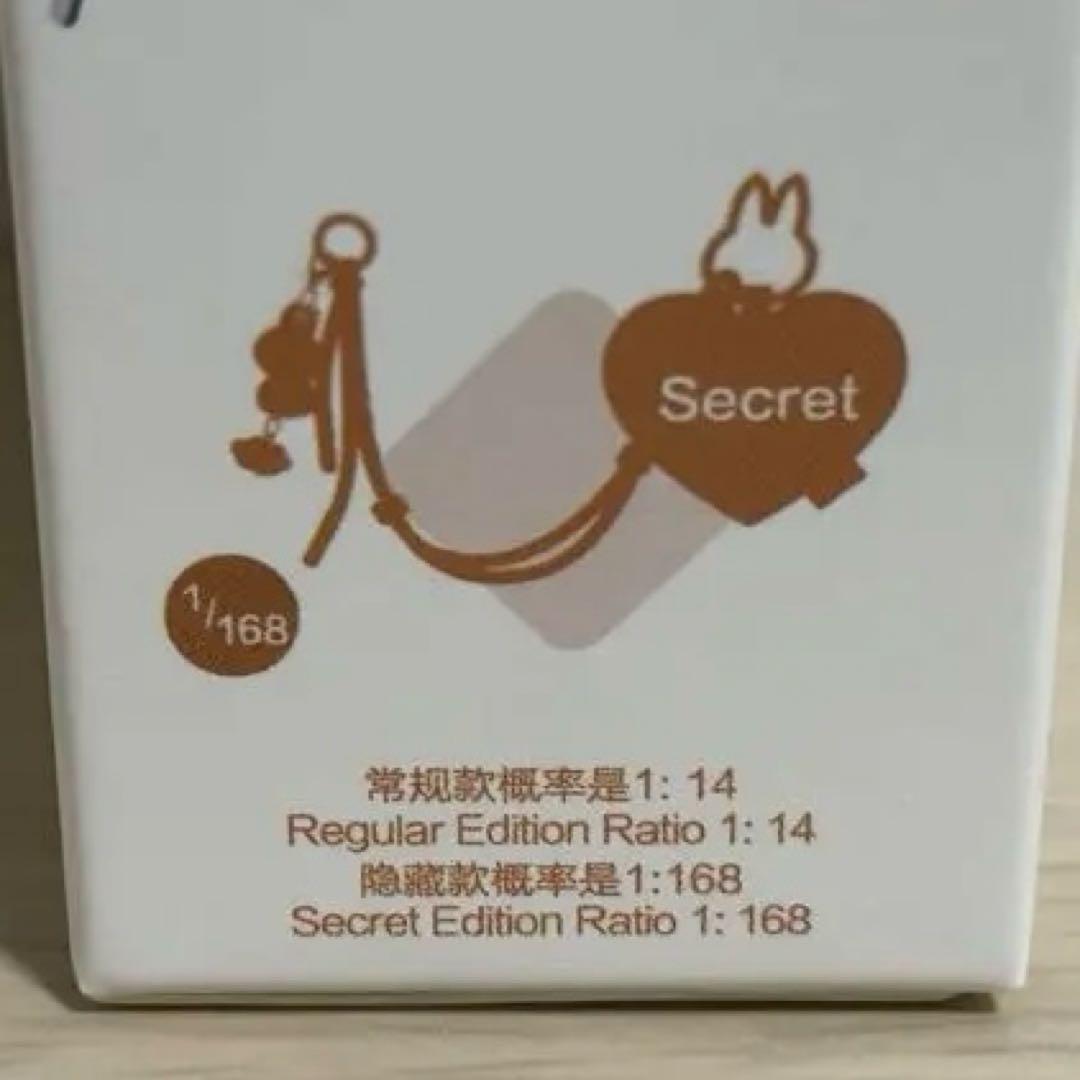 Secret
1/168
常规款概率是1: 14
Regular Edition Ratio 1: 14
隐藏款概率是1:168
Secret Edition Ratio 1: 168